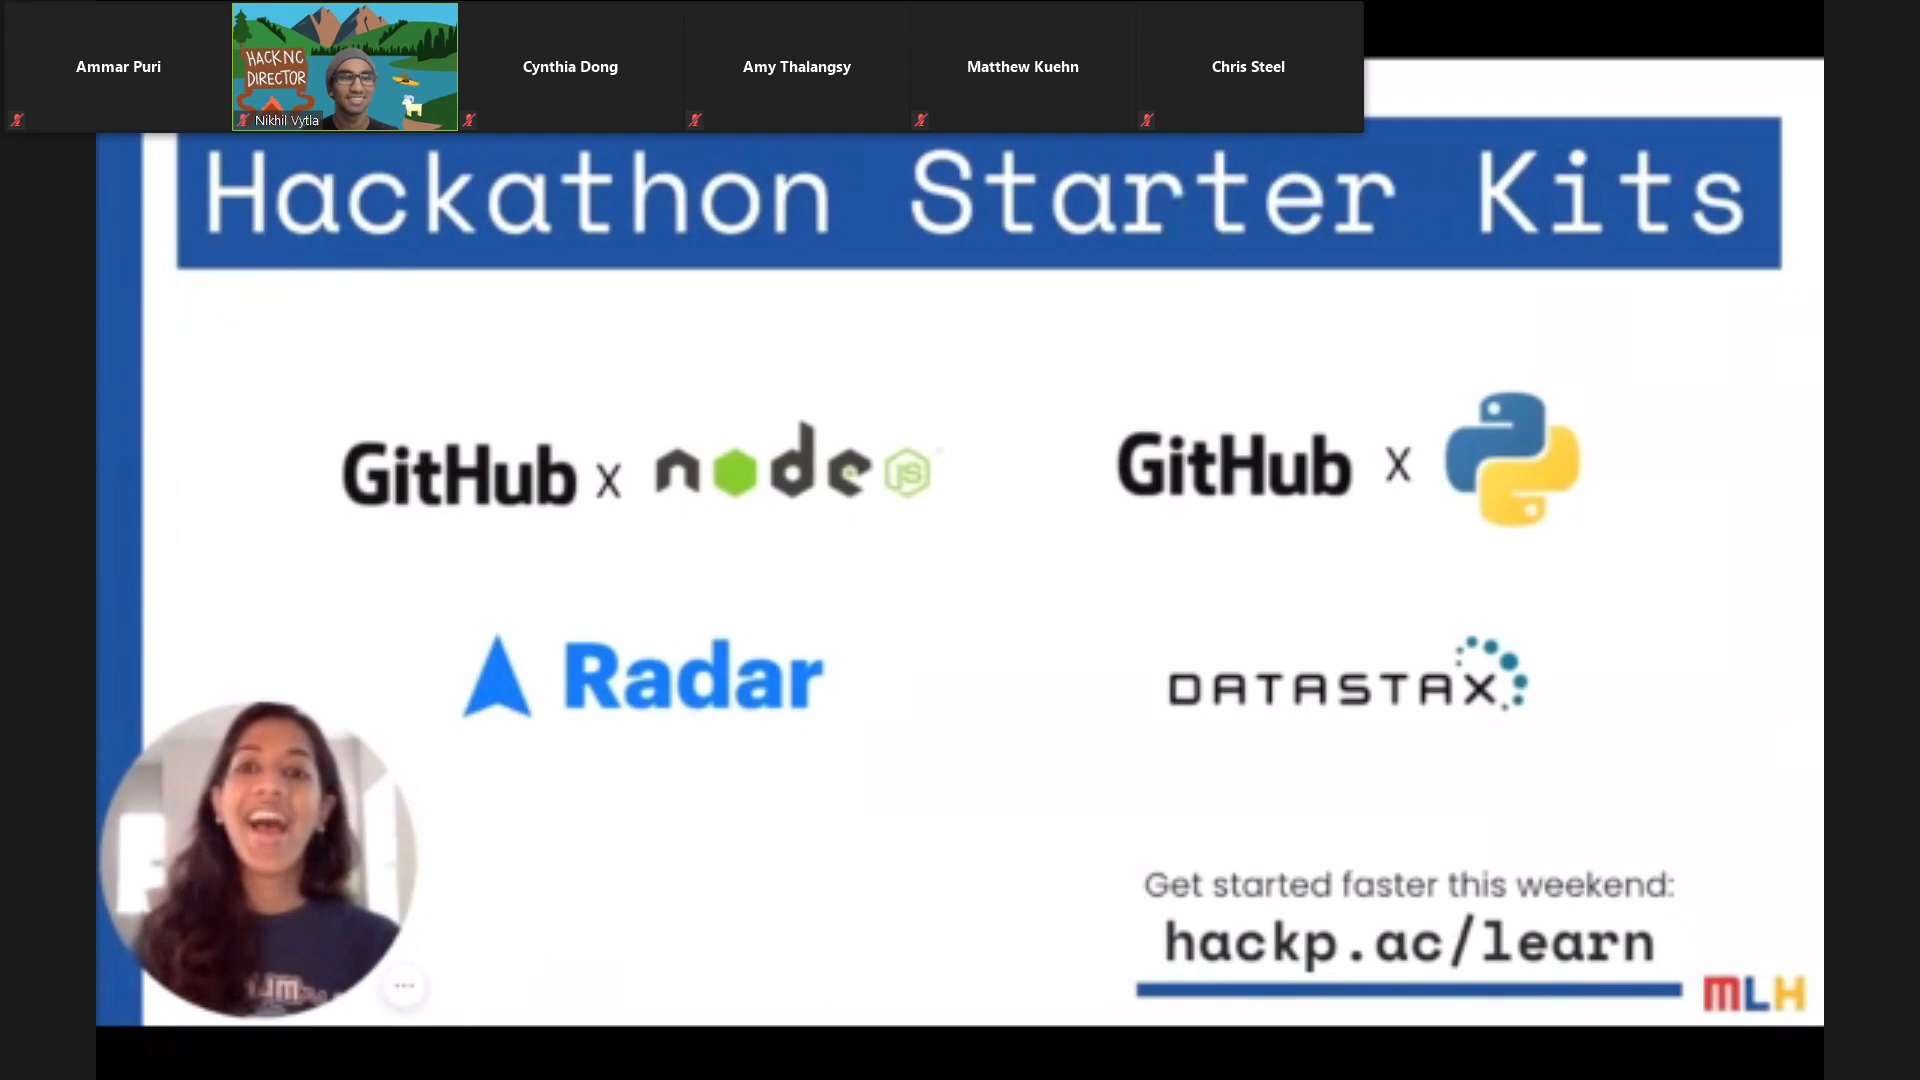 Ammar Puri
HACKNC
DIRECTOR
Nikhil Vytla
Cynthia Dong
Amy Thalangsy
Matthew Kuehn
Chris Steel
Hackathon Starter Kits
GitHub x node JS
GitHub x
Radar
DATASTAX
Get started faster this weekend:
hackp.ac/learn
MLH